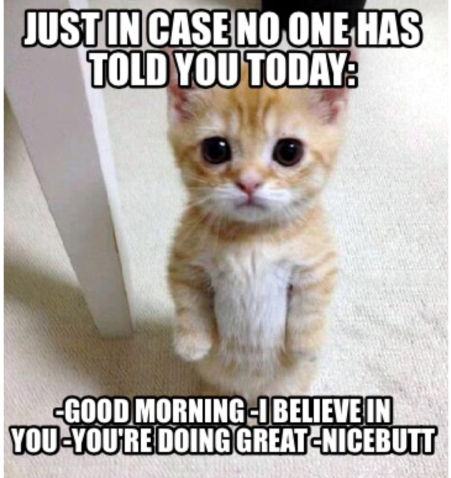 JUST IN CASE NO ONE HAS
TOLD YOU TODAY:
-GOOD MORNING -I BELIEVE IN
YOU -YOU'RE DOING GREAT -NICEBUTT